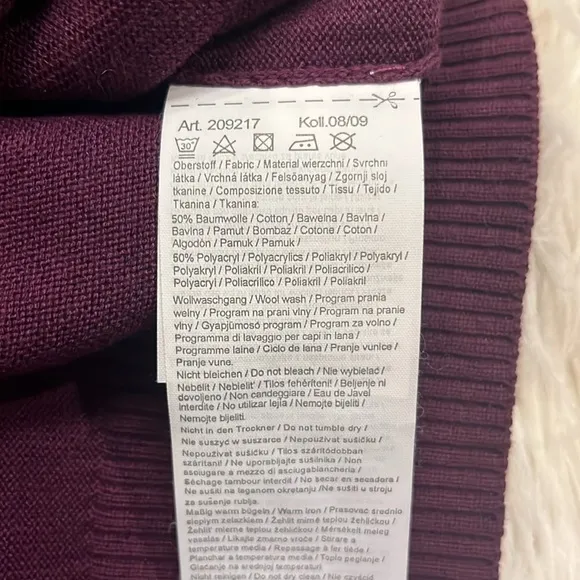 Art. 209217 Koll.08/09
30°
Oberstoff / Fabric / Material wierzchni / Svrchni
látka / Vrchná látka / Felsőanyag / Zgornji sloj
tkanine / Composizione tessuto / Tissu / Tejido /
Tkanina / Tkanina:
50% Baumwolle / Cotton / Bawełna / Bavlna /
Bavlna / Pamut / Bombaž / Cotone / Coton /
Algodón / Pamuk / Pamuk /
50% Polyacryl / Polyacrylics / Poliakryl / Polyakryl /
Polyakryl / Poliakril / Poliakril / Poliacrilico /
Polyacryl / Poliacrilico / Poliakril / Poliakril
Wollwaschgang / Wool wash / Program prania
wełny / Program na praní vlny / Program na pranie
vlny / Gyapjúmosó program / Program za volno /
Programma di lavaggio per capi in lana /
Programme laine / Ciclo de lana / Pranje vunice /
Pranje vune.
Nicht bleichen / Do not bleach / Nie wybielać /
Nebělit / Nebieliť / Tilos fehéríteni! / Beljenje ni
dovoljeno / Non candeggiare / Eau de Javel
interdite / No utilizar lejía / Nemojte bijeliti /
Nemojte bijeliti.
Nicht in den Trockner / Do not tumble dry /
Nie suszyć w suszarce / Nepoužívat sušičku /
Nepoužívať sušičku / Tilos szárítódobban
szárítani! / Ne uporabljajte sušilnika / Non
asciugare a mezzo di asciugabiancheria /
Séchage tambour interdit / No secar en secadora /
Ne sušiti na laganom okretanju /Ne sušiti u stroju
za sušenje rublja.
Mäßig warm bügeln / Warm iron / Prasować średnio
ciepłym żelazkiem / Žehlit mírně teplou žehličkou /
Žehliť mierne teplou žehličkou / Mérsékelt meleg
vasalás / Likajte zmerno vroče / Stirare a
temperatura media / Repassage à fer tiède /
Planchar a temperatura media / Topla peglanje /
Glačanje na srednjoj temperaturi
Nicht reinigen / Do not dry clean / Nie czyścić